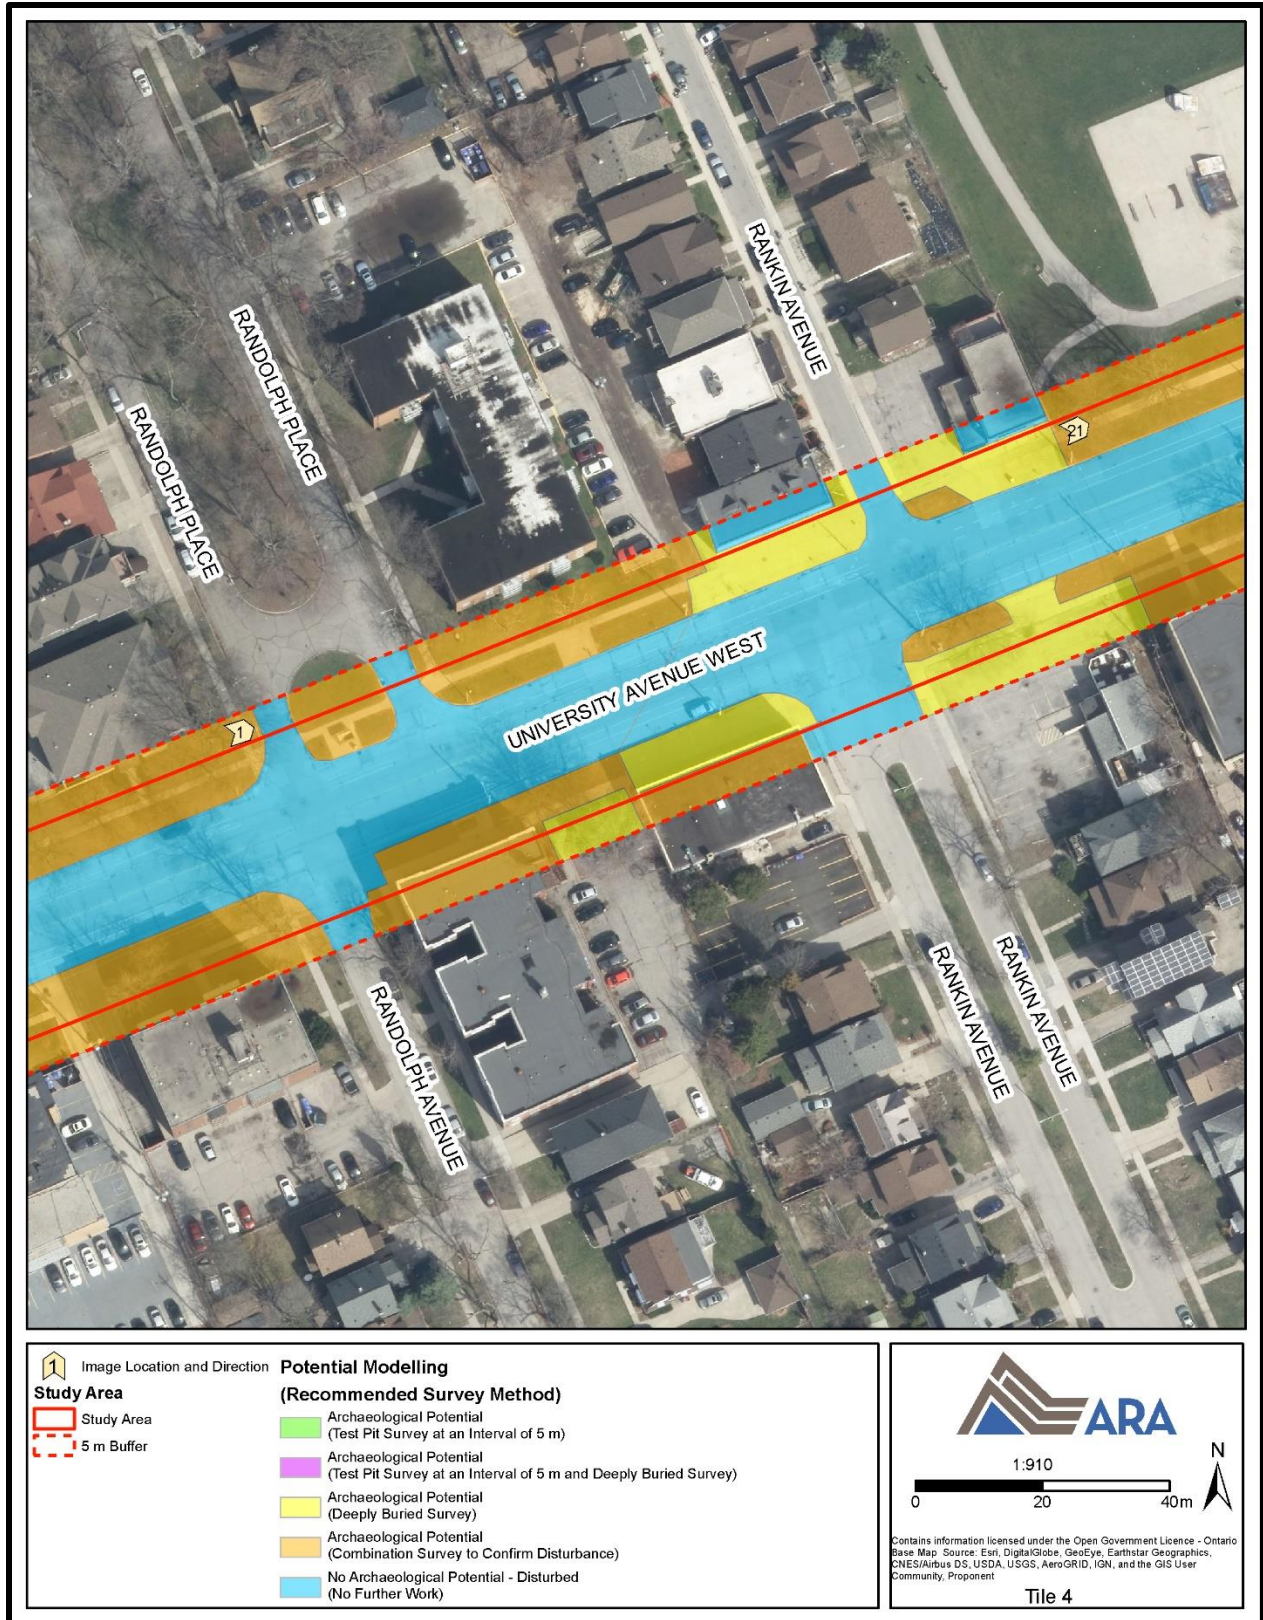 RANKIN AVENUE
RANDOLPH PLACE
RANDOLPH PLACE
21
UNIVERSITY AVENUE WEST
1
RANDOLPH AVENUE
RANKIN AVENUE
RANKIN AVENUE
1 Image Location and Direction
Study Area
Study Area
5 m Buffer
Potential Modelling
(Recommended Survey Method)
Archaeological Potential
(Test Pit Survey at an Interval of 5 m)
Archaeological Potential
(Test Pit Survey at an Interval of 5 m and Deeply Buried Survey)
Archaeological Potential
(Deeply Buried Survey)
Archaeological Potential
(Combination Survey to Confirm Disturbance)
No Archaeological Potential - Disturbed
(No Further Work)
ARA
1:910
N
0 20 40m
Contains information licensed under the Open Government Licence - Ontario
Base Map Source: Esri, DigitalGlobe, GeoEye, Earthstar Geographics,
CNES/Airbus DS, USDA, USGS, AeroGRID, IGN, and the GIS User
Community, Proponent
Tile 4